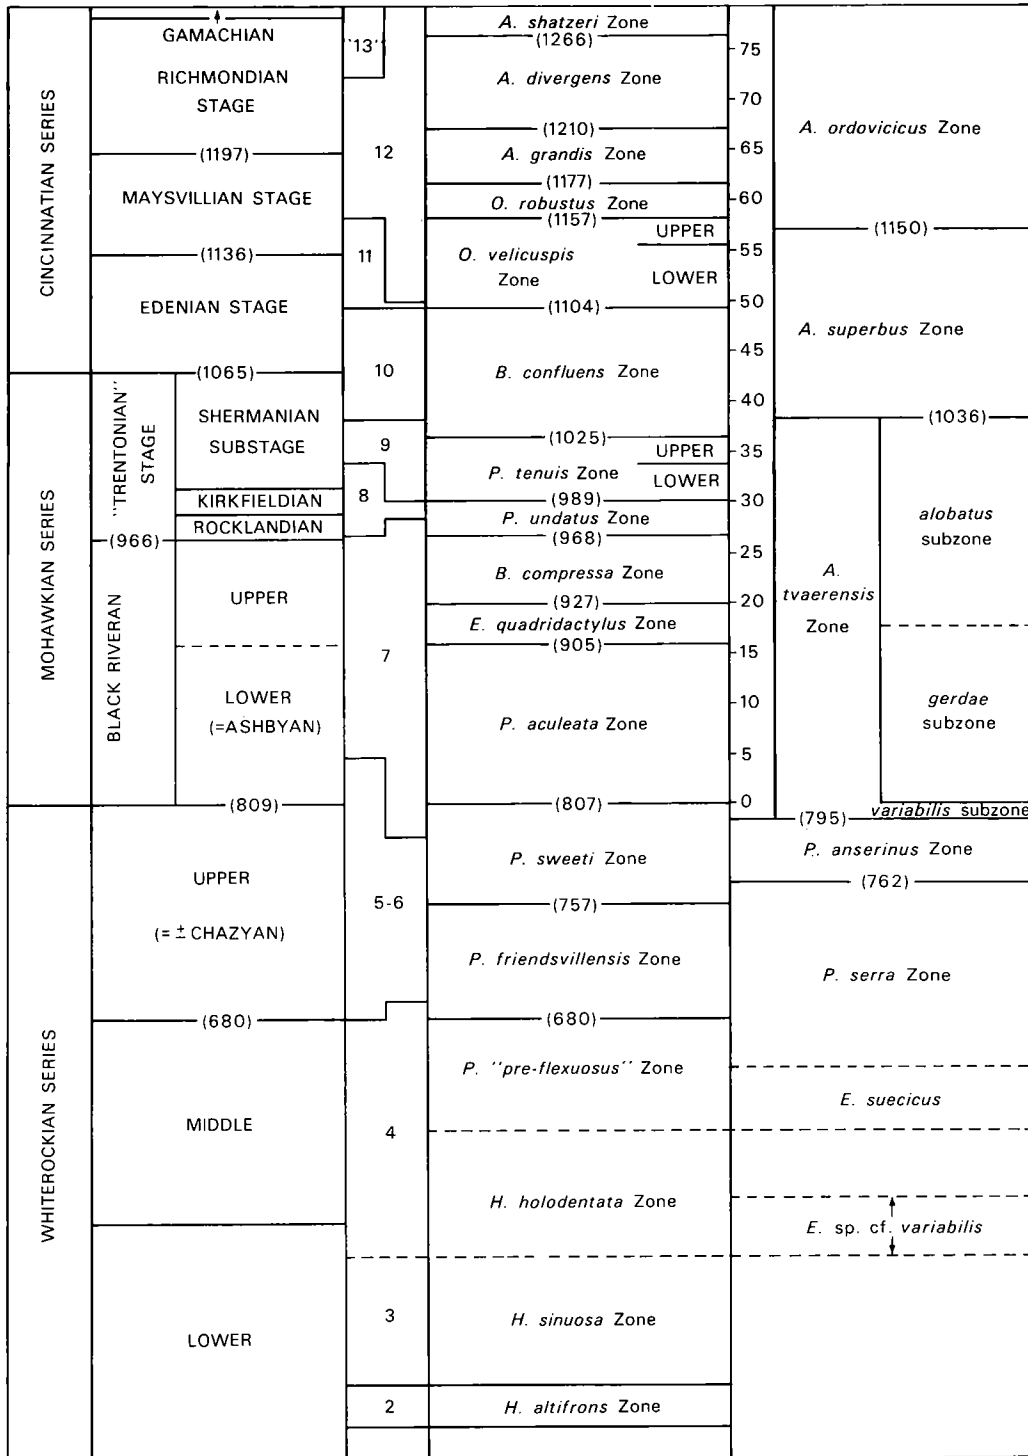 CINCINNATIAN SERIES
MOHAWKIAN SERIES
WHITEROCKIAN SERIES
GAMACHIAN
RICHMONDIAN
STAGE
(1197)
MAYSVILLIAN STAGE
(1136)
EDENIAN STAGE
(1065)
"TRENTONIAN"
STAGE
SHERMANIAN
SUBSTAGE
KIRKFIELDIAN
ROCKLANDIAN
(966)
BLACK RIVERAN
UPPER
LOWER
(=ASHBYAN)
(809)
UPPER
(= ± CHAZYAN)
(680)
MIDDLE
LOWER
'13'
12
11
10
9
8
7
5-6
4
3
2
A. shatzeri Zone
(1266)
A. divergens Zone
(1210)
A. grandis Zone
(1177)
O. robustus Zone
(1157)
UPPER
O. velicuspis
Zone
LOWER
(1104)
B. confluens Zone
(1025)
UPPER
P. tenuis Zone
LOWER
(989)
P. undatus Zone
(968)
B. compressa Zone
(927)
E. quadridactylus Zone
(905)
P. aculeata Zone
(807)
P. sweeti Zone
(757)
P. friendsvillensis Zone
(680)
P. "pre-flexuosus" Zone
H. holodentata Zone
H. sinuosa Zone
H. altifrons Zone
75
70
65
60
55
50
45
40
35
30
25
20
15
10
5
0
A. ordovicicus Zone
(1150)
A. superbus Zone
(1036)
A.
tvaerensis
Zone
alobatus
subzone
gerdae
subzone
variabilis subzone
(795)
P. anserinus Zone
(762)
P. serra Zone
E. suecicus
E. sp. cf. variabilis